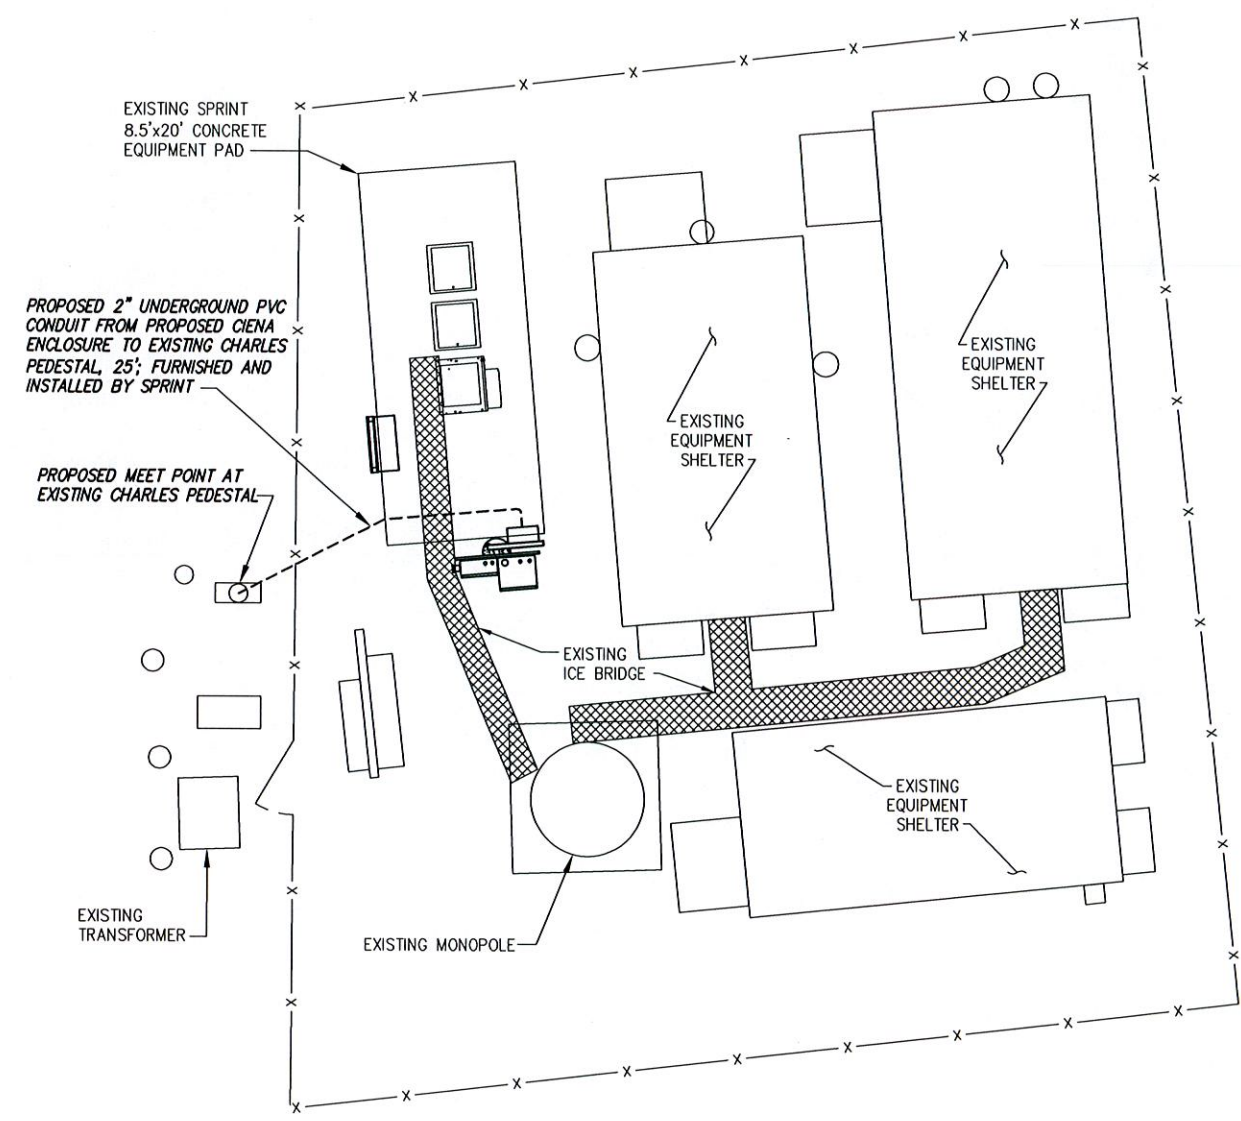 EXISTING SPRINT
8.5'x20' CONCRETE
EQUIPMENT PAD
PROPOSED 2" UNDERGROUND PVC
CONDUIT FROM PROPOSED CIENA
ENCLOSURE TO EXISTING CHARLES
PEDESTAL, 25'; FURNISHED AND
INSTALLED BY SPRINT
PROPOSED MEET POINT AT
EXISTING CHARLES PEDESTAL
EXISTING
EQUIPMENT
SHELTER
EXISTING
EQUIPMENT
SHELTER
EXISTING
ICE BRIDGE
EXISTING
EQUIPMENT
SHELTER
EXISTING
TRANSFORMER
EXISTING MONOPOLE